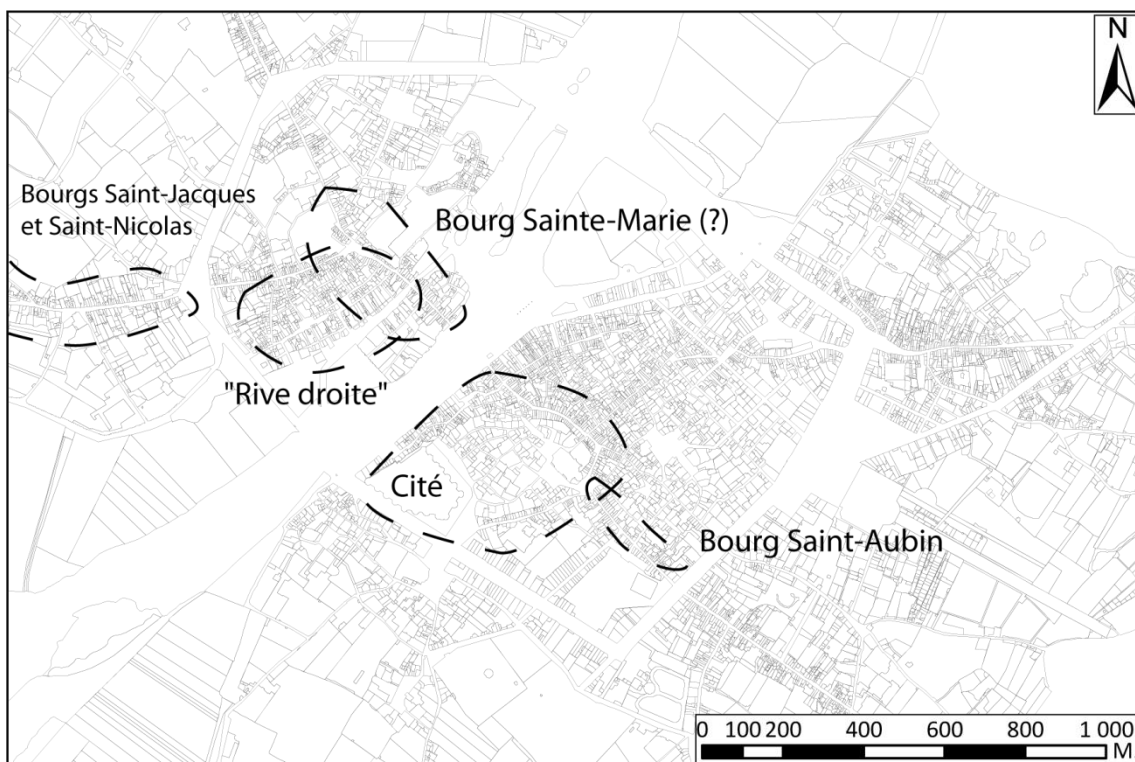 N
Bourgs Saint-Jacques
et Saint-Nicolas
Bourg Sainte-Marie (?)
"Rive droite"
Cité
Bourg Saint-Aubin
0 100 200 400 600 800 1 000
M